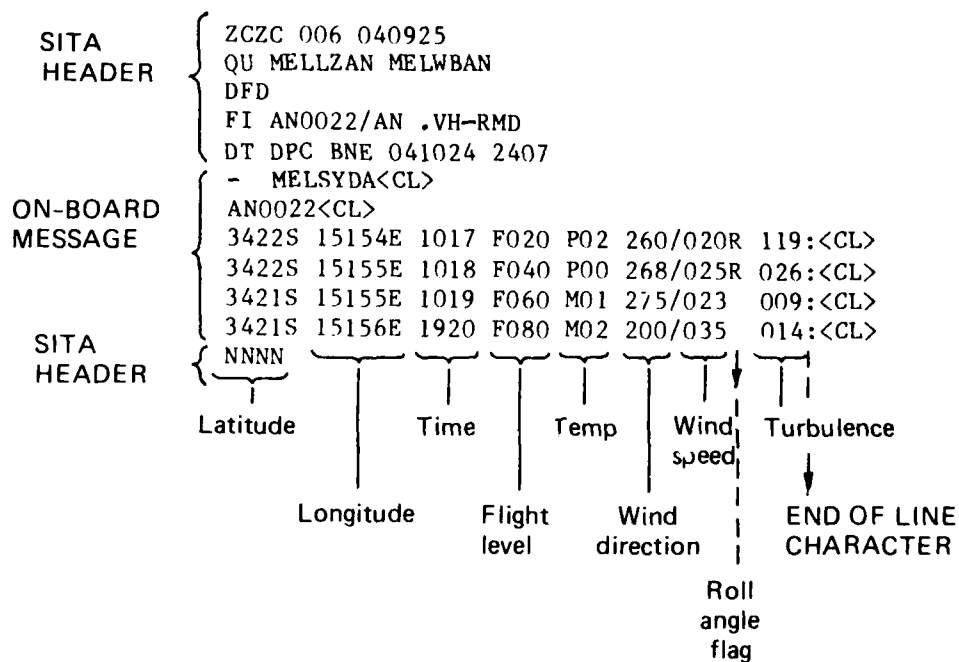 SITA
HEADER
ZCZC 006 040925
QU MELLZAN MELWBAN
DFD
FI AN0022/AN .VH-RMD
DT DPC BNE 041024 2407
ON-BOARD
MESSAGE
- MELSYDA<CL>
AN0022<CL>
3422S 15154E 1017 F020 P02 260/020R 119:<CL>
3422S 15155E 1018 F040 P00 268/025R 026:<CL>
3421S 15155E 1019 F060 M01 275/023 009:<CL>
3421S 15156E 1920 F080 M02 200/035 014:<CL>
SITA
HEADER
NNNN
Latitude Time Temp Wind speed Turbulence
Longitude Flight level Wind direction END OF LINE CHARACTER
Roll
angle
flag